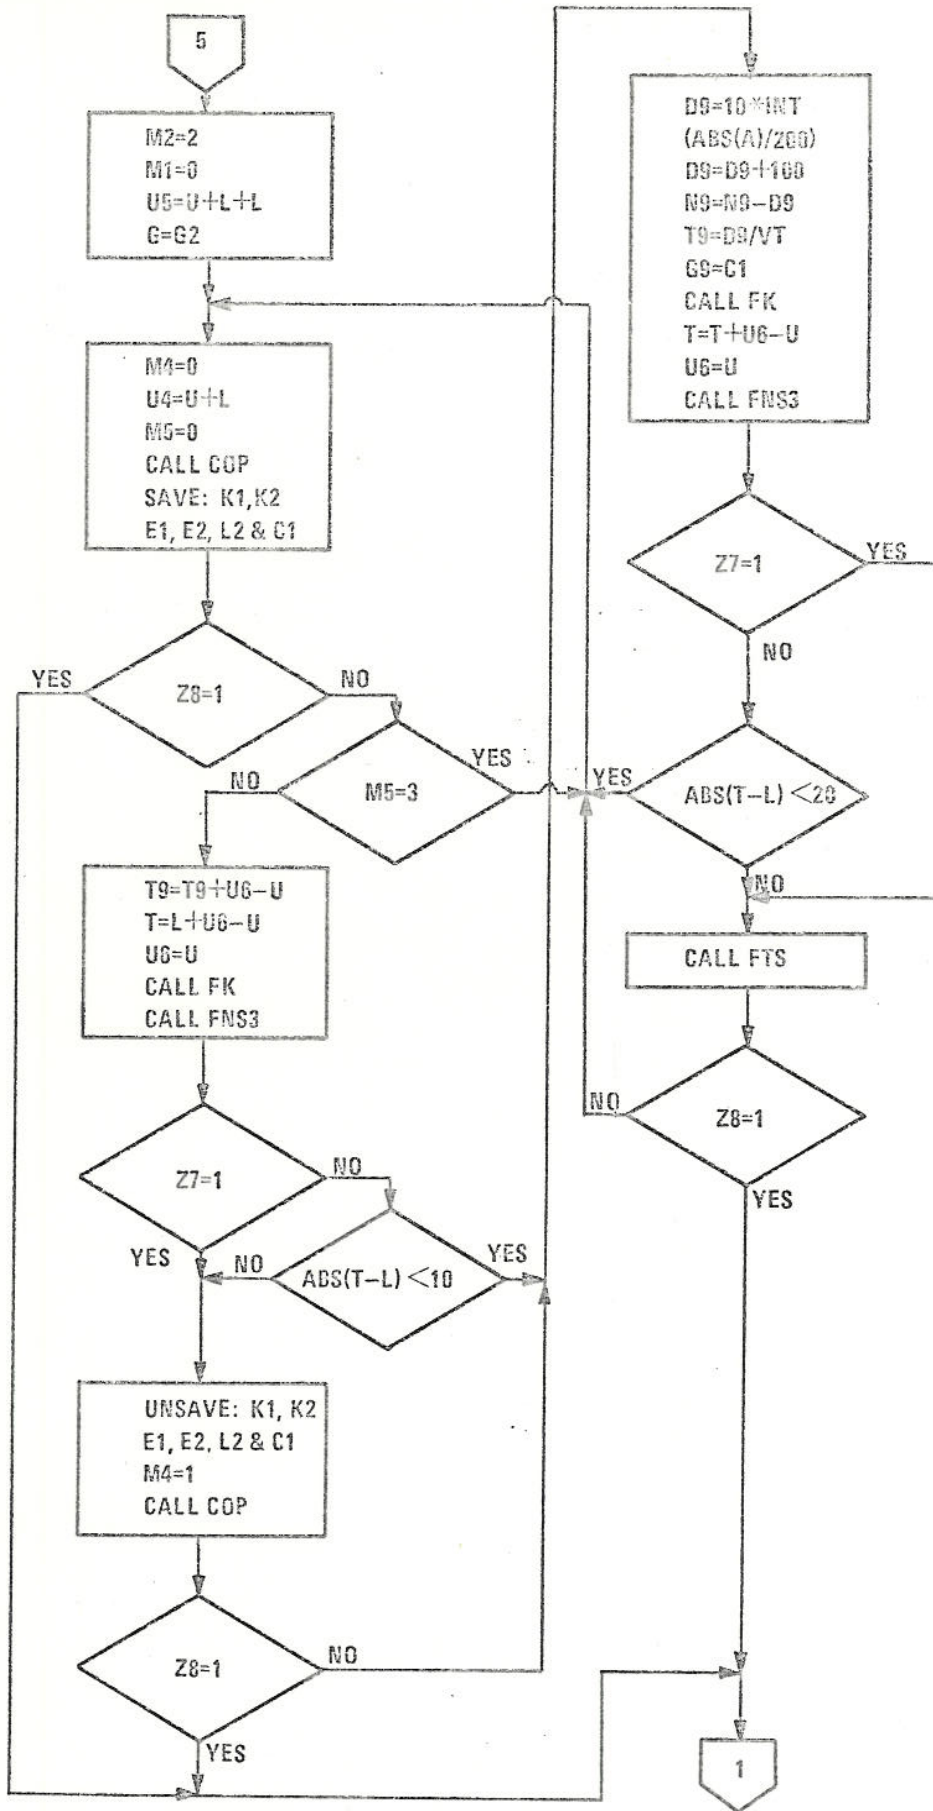 5
M2=2
M1=0
U5=U+L+L
G=G2
M4=0
U4=U+L
M5=0
CALL COP
SAVE: K1,K2
E1, E2, L2 & C1
YES
Z8=1
NO
NO
M5=3
YES
T9=T9+U6-U
T=L+U6-U
U6=U
CALL FK
CALL FNS3
Z7=1
NO
YES
NO
ABS(T-L) <10
YES
UNSAVE: K1, K2
E1, E2, L2 & C1
M4=1
CALL COP
Z8=1
NO
YES
D9=10*INT
(ABS(A)/200)
D9=D9+100
N9=N9-D9
T9=D9/VT
G9=C1
CALL FK
T=T+U6-U
U6=U
CALL FNS3
Z7=1
YES
NO
YES
ABS(T-L) <20
NO
CALL FTS
NO
Z8=1
YES
1